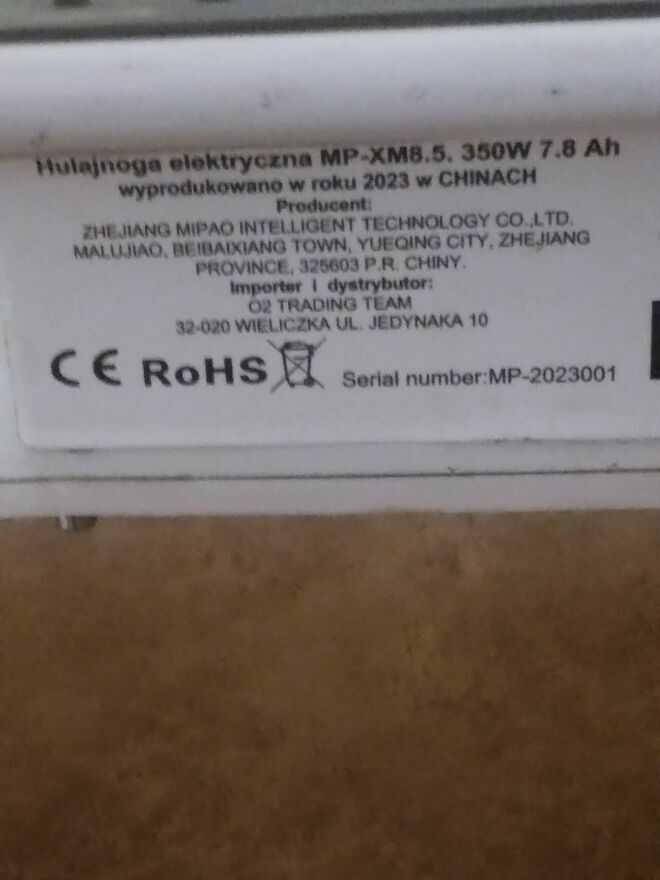 Hulajnoga elektryczna MP-XM8.5. 350W 7.8 Ah
wyprodukowano w roku 2023 w CHINACH
Producent:
ZHEJIANG MIPAO INTELLIGENT TECHNOLOGY CO.,LTD.
MALUJIAO, BEIBAIXIANG TOWN, YUEQING CITY, ZHEJIANG
PROVINCE, 325603 P.R. CHINY.
Importer i dystrybutor:
O2 TRADING TEAM
32-020 WIELICZKA UL. JEDYNAKA 10
CE RoHS Serial number:MP-2023001